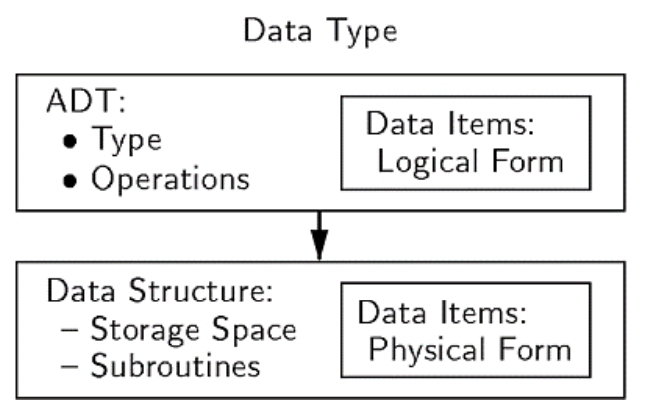 Data Type
ADT:
• Type
• Operations
Data Items:
Logical Form
Data Structure:
– Storage Space
– Subroutines
Data Items:
Physical Form